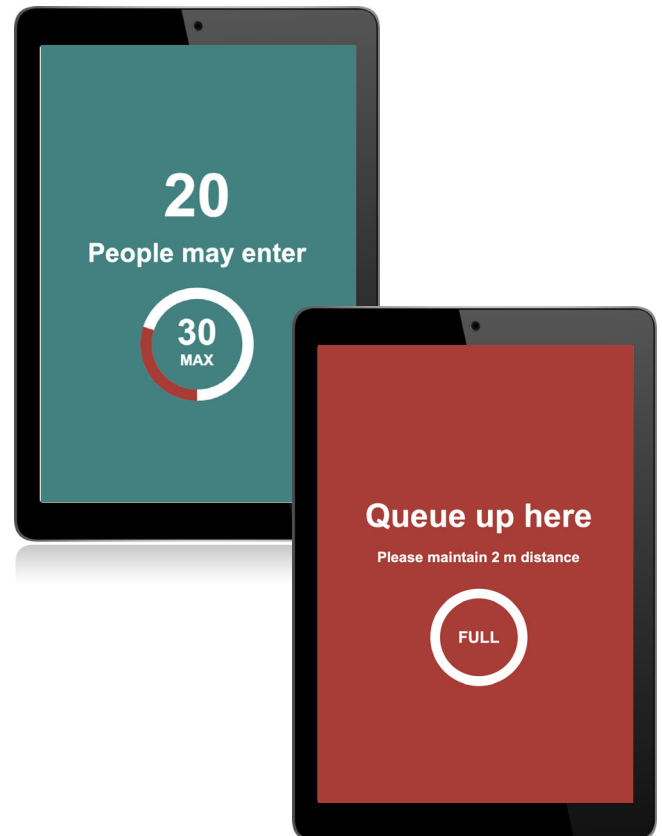 20
People may enter
30
MAX
Queue up here
Please maintain 2 m distance
FULL